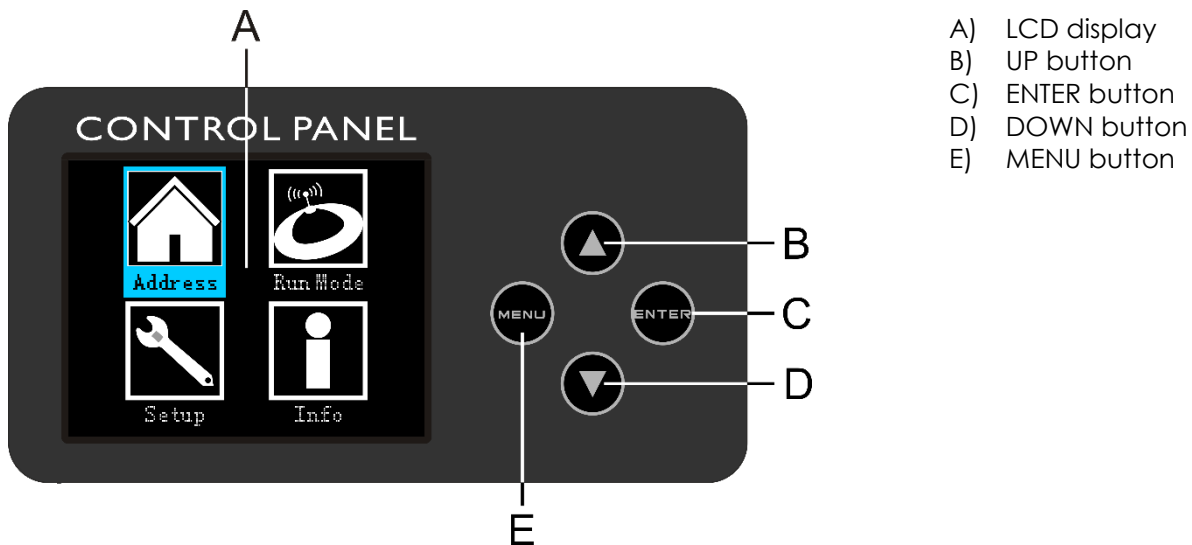 A
A) LCD display
B) UP button
C) ENTER button
D) DOWN button
E) MENU button
CONTROL PANEL
Address
Run Mode
Setup
Info
MENU
ENTER
B
C
D
E